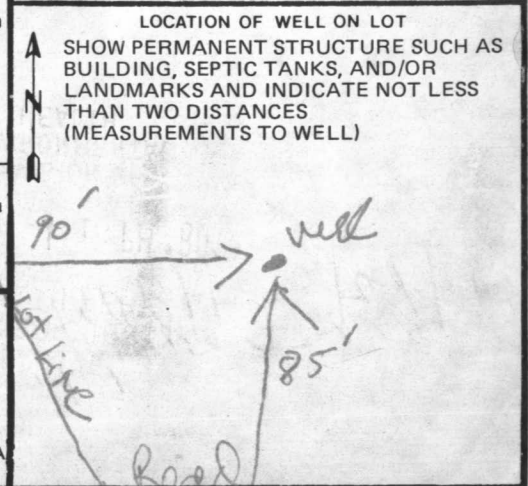 LOCATION OF WELL ON LOT
SHOW PERMANENT STRUCTURE SUCH AS
BUILDING, SEPTIC TANKS, AND/OR
LANDMARKS AND INDICATE NOT LESS
THAN TWO DISTANCES
(MEASUREMENTS TO WELL)
N
90'
well
85'
Lot Line
Road